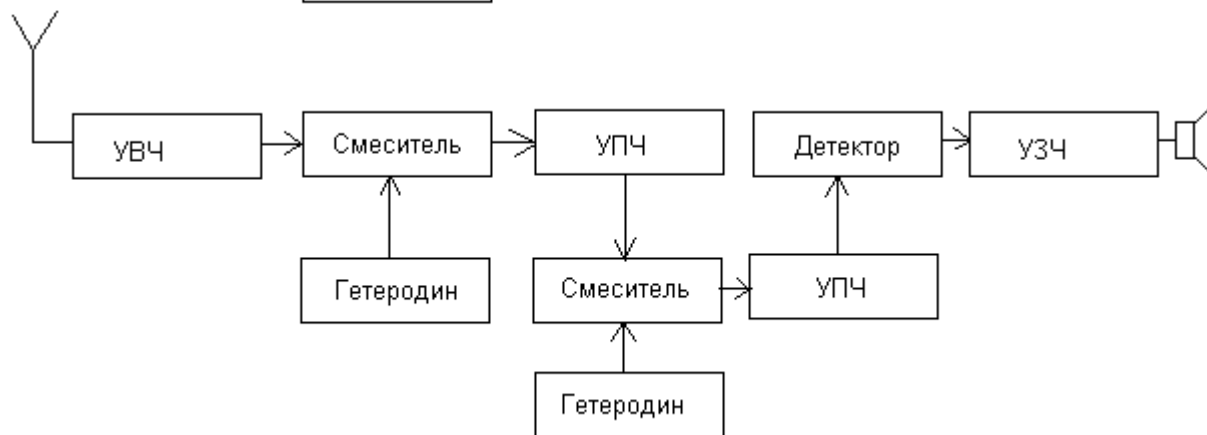 УВЧ
Смеситель
УПЧ
Детектор
УЗЧ
Гетеродин
Смеситель
УПЧ
Гетеродин